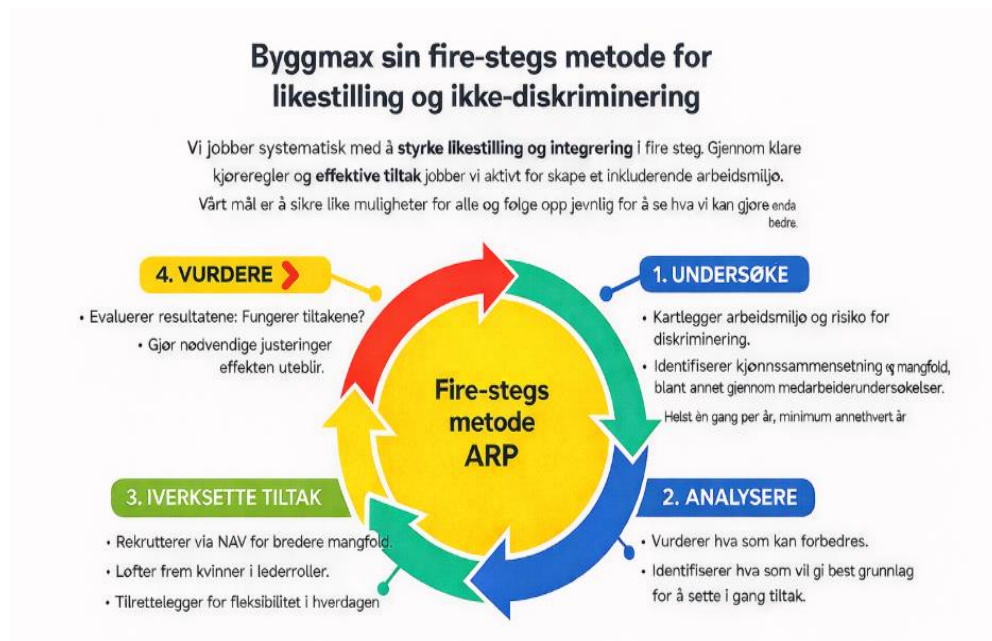 Byggmax sin fire-stegs metode for
likestilling og ikke-diskriminering
Vi jobber systematisk med å styrke likestilling og integrering i fire steg. Gjennom klare
kjøreregler og effektive tiltak jobber vi aktivt for skape et inkluderende arbeidsmiljø.
Vårt mål er å sikre like muligheter for alle og følge opp jevnlig for å se hva vi kan gjøre enda
bedre.
1. UNDERSØKE
• Kartlegger arbeidsmiljø og risiko for
diskriminering.
• Identifiserer kjønnssammensetning og mangfold,
blant annet gjennom medarbeiderundersøkelser.
Helst èn gang per år, minimum annethvert år
2. ANALYSERE
• Vurderer hva som kan forbedres.
• Identifiserer hva som vil gi best grunnlag
for å sette i gang tiltak.
3. IVERKSETTE TILTAK
• Rekrutterer via NAV for bredere mangfold.
• Løfter frem kvinner i lederroller.
• Tilrettelegger for fleksibilitet i hverdagen
4. VURDERE
• Evaluerer resultatene: Fungerer tiltakene?
• Gjør nødvendige justeringer
effekten uteblir.
Fire-stegs
metode
ARP